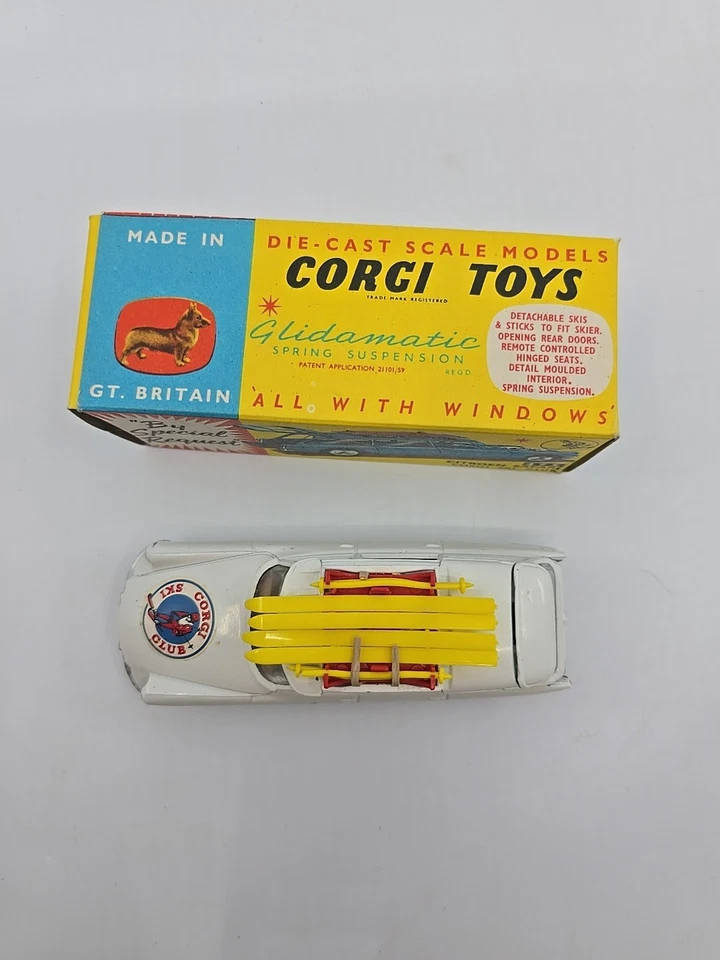 MADE IN
GT. BRITAIN
DIE-CAST SCALE MODELS
CORGI TOYS
TRADE MARK REGISTERED
Glidamatic
SPRING SUSPENSION
REGD
PATENT APPLICATION 21101/59
DETACHABLE SKIS
& STICKS TO FIT SKIER.
OPENING REAR DOORS.
REMOTE CONTROLLED
HINGED SEATS.
DETAIL MOULDED
INTERIOR.
SPRING SUSPENSION.
'ALL WITH WINDOWS'
"By
Special
Request"
CITROËN
SKI CORGI
CLUB